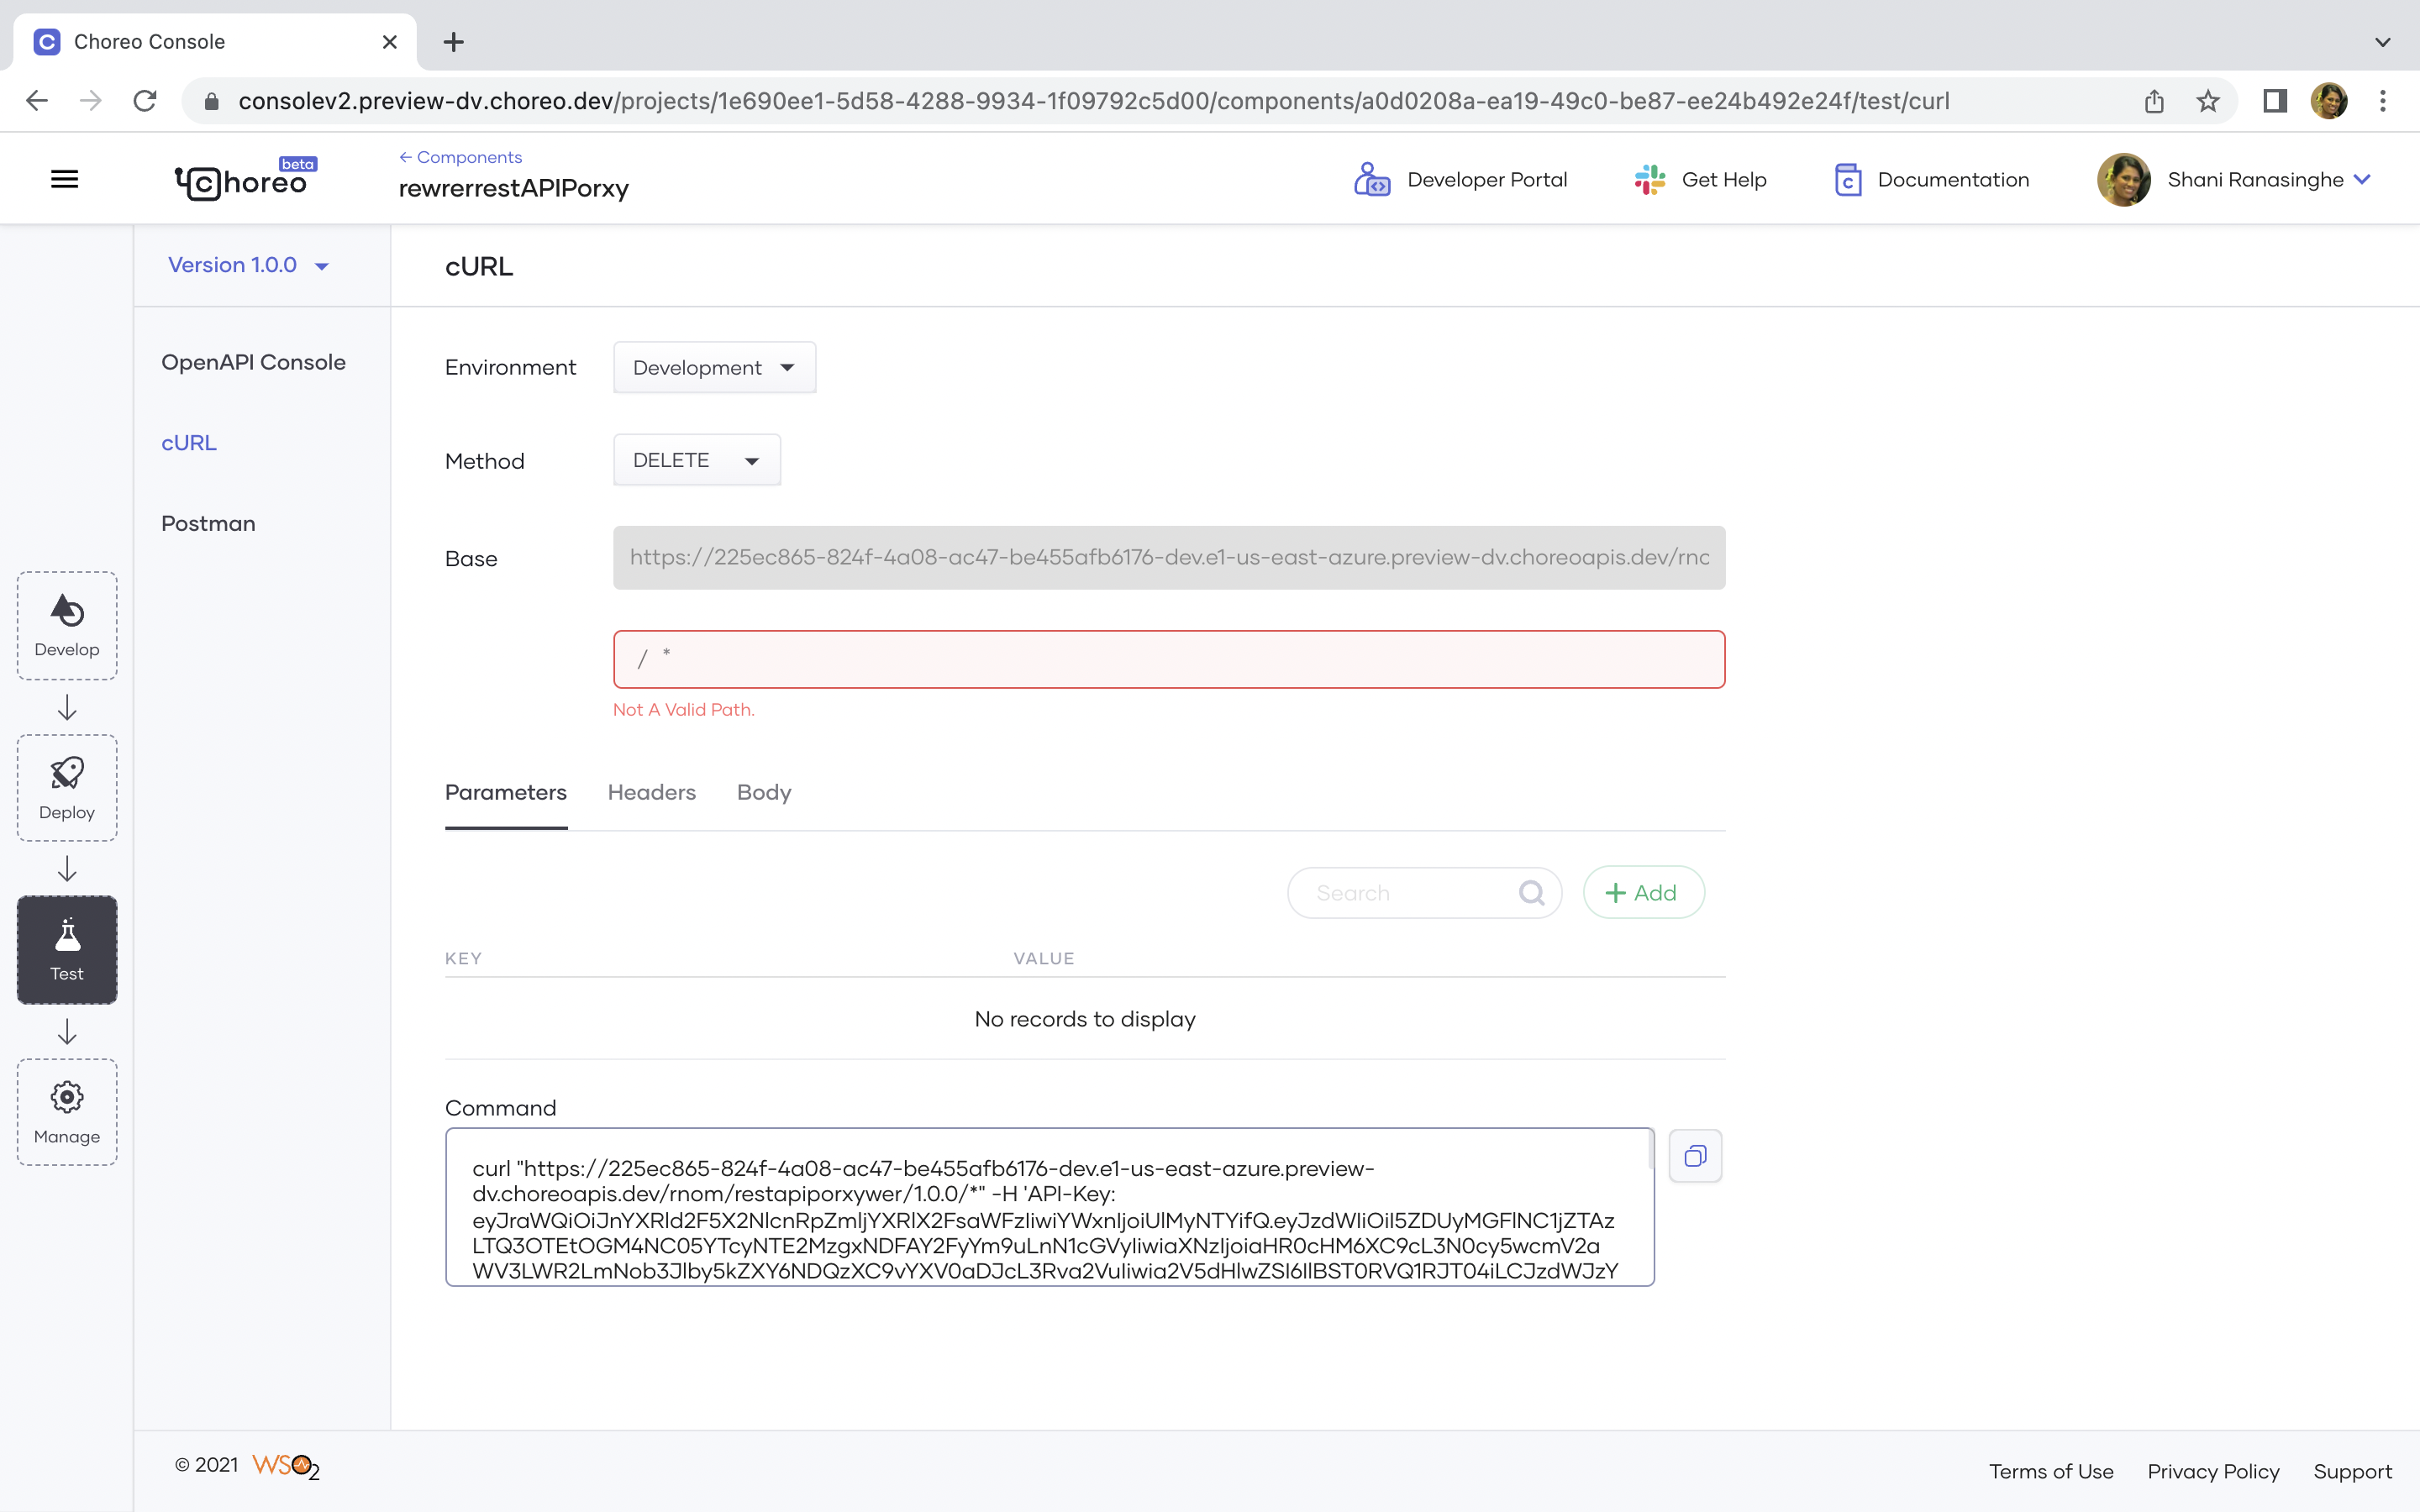 Choreo Console
consolev2.preview-dv.choreo.dev/projects/1e690ee1-5d58-4288-9934-1f09792c5d00/components/a0d0208a-ea19-49c0-be87-ee24b492e24f/test/curl
Choreo beta
← Components
rewrerrestAPIPorxy
Developer Portal
Get Help
Documentation
Shani Ranasinghe
Version 1.0.0
cURL
OpenAPI Console
cURL
Postman
Develop
Deploy
Test
Manage
Environment
Development
Method
DELETE
Base
https://225ec865-824f-4a08-ac47-be455afb6176-dev.e1-us-east-azure.preview-dv.choreoapis.dev/rno
/ *
Not A Valid Path.
Parameters
Headers
Body
Search
+ Add
KEY
VALUE
No records to display
Command
curl "https://225ec865-824f-4a08-ac47-be455afb6176-dev.e1-us-east-azure.preview-
dv.choreoapis.dev/rnom/restapiporxywer/1.0.0/*" -H 'API-Key:
© 2021 WSO2
Terms of Use
Privacy Policy
Support